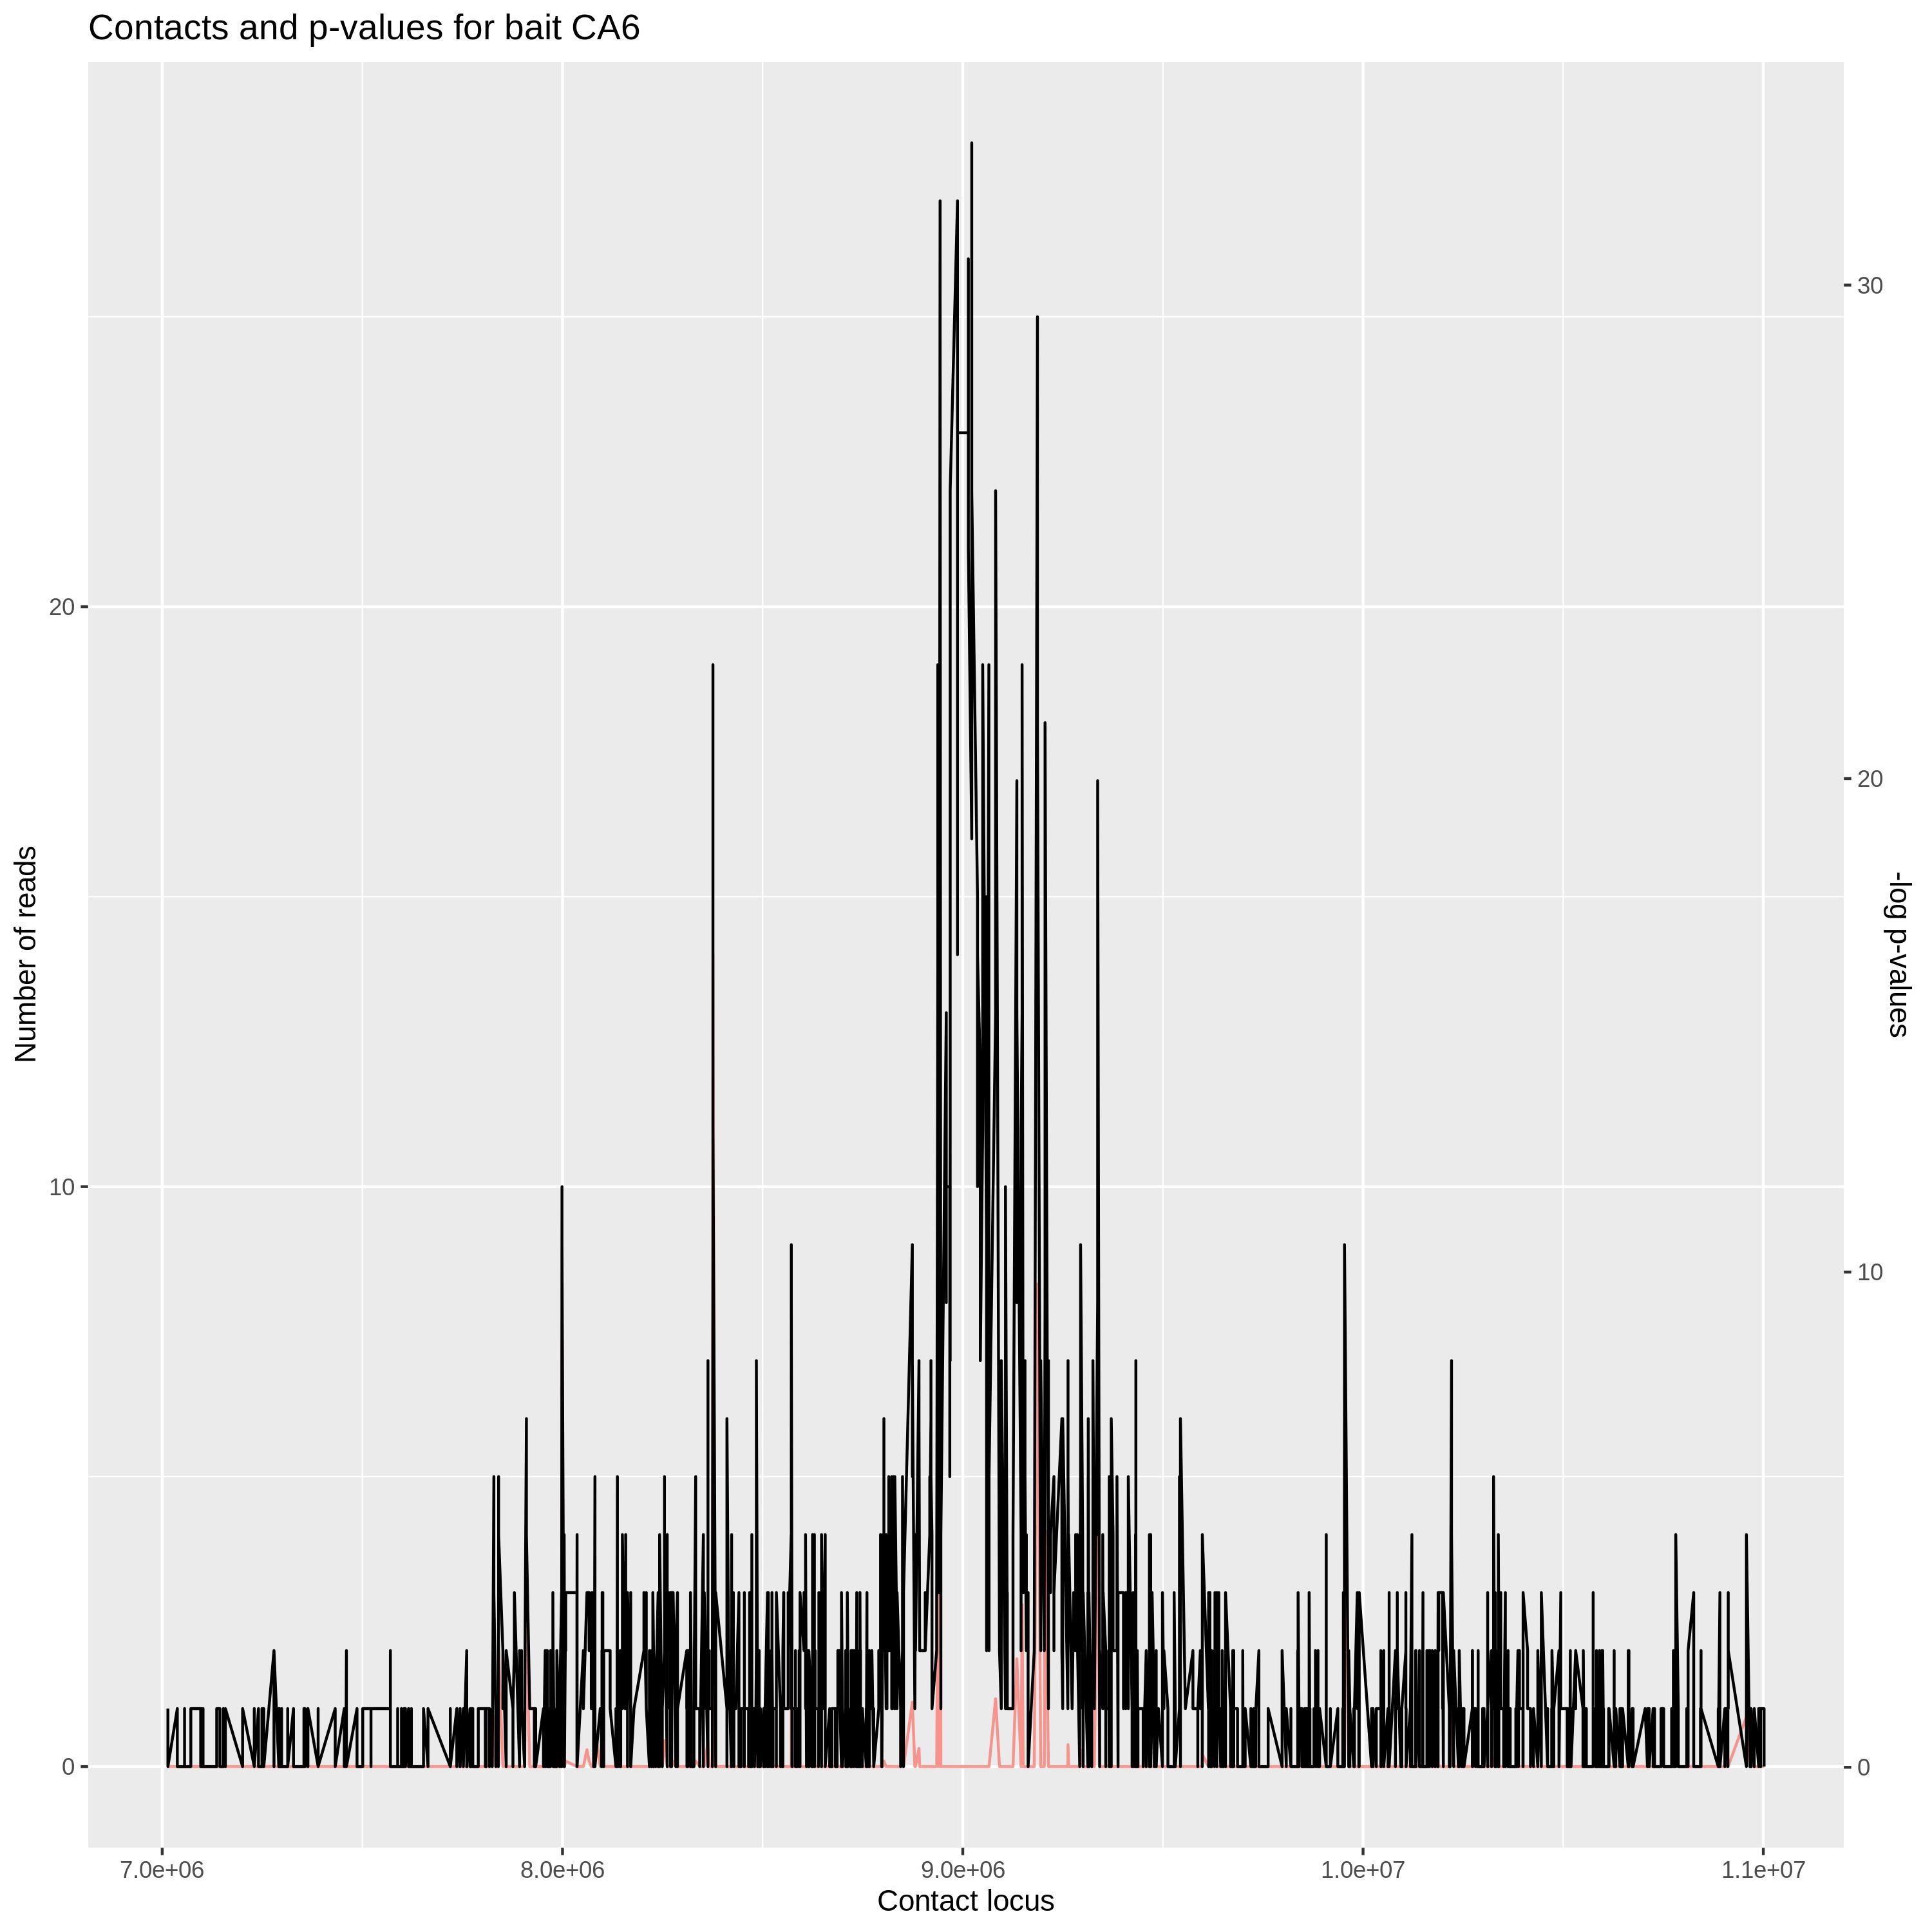 Contacts and p-values for bait CA6
30
20
20
10
10
0
0
Number of reads
-log p-values
7.0e+06 8.0e+06 9.0e+06 1.0e+07 1.1e+07
Contact locus